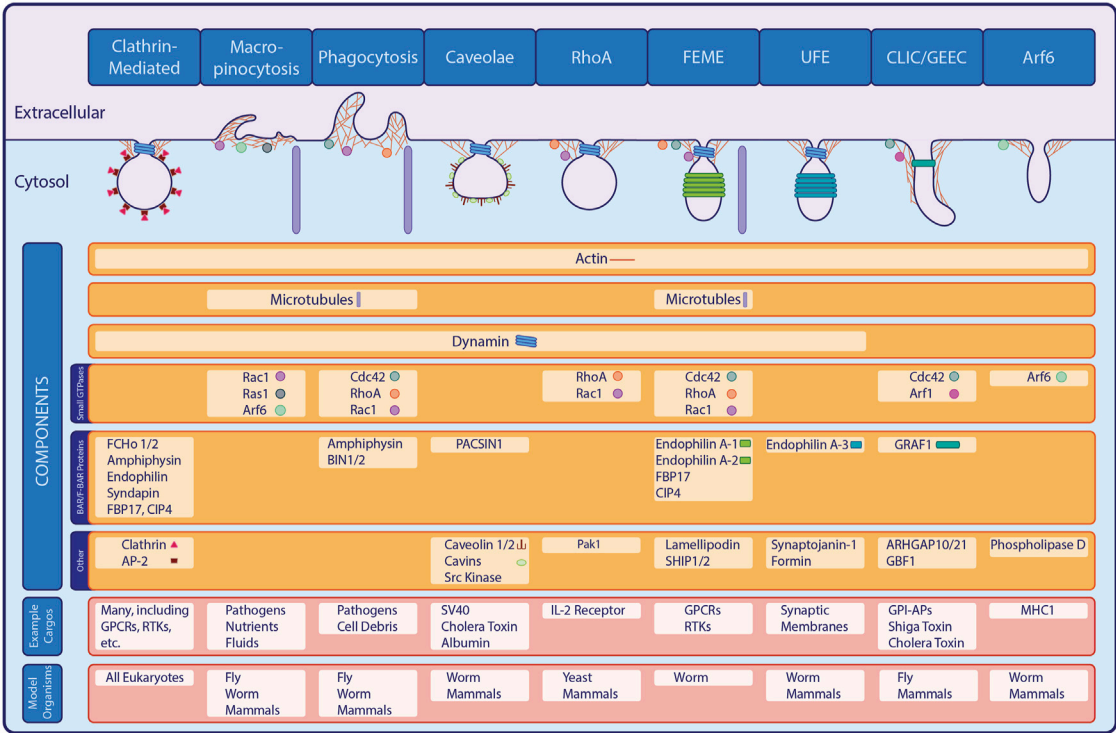 Clathrin-
Mediated
Macro-
pinocytosis
Phagocytosis
Caveolae
RhoA
FEME
UFE
CLIC/GEEC
Arf6
Extracellular
Cytosol
COMPONENTS
Actin
Microtubules
Microtubles
Dynamin
Small GTPases
Rac1
Ras1
Arf6
Cdc42
RhoA
Rac1
RhoA
Rac1
Cdc42
RhoA
Rac1
Cdc42
Arf1
Arf6
BAR/F-BAR Proteins
FCHo 1/2
Amphiphysin
Endophilin
Syndapin
FBP17, CIP4
Amphiphysin
BIN1/2
PACSIN1
Endophilin A-1
Endophilin A-2
FBP17
CIP4
Endophilin A-3
GRAF1
Other
Clathrin
AP-2
Caveolin 1/2
Cavins
Src Kinase
Pak1
Lamellipodin
SHIP1/2
Synaptojanin-1
Formin
ARHGAP10/21
GBF1
Phospholipase D
Example
Cargos
Many, including
GPCRs, RTKs,
etc.
Pathogens
Nutrients
Fluids
Pathogens
Cell Debris
SV40
Cholera Toxin
Albumin
IL-2 Receptor
GPCRs
RTKs
Synaptic
Membranes
GPI-APs
Shiga Toxin
Cholera Toxin
MHC1
Model
Organisms
All Eukaryotes
Fly
Worm
Mammals
Fly
Worm
Mammals
Worm
Mammals
Yeast
Mammals
Worm
Worm
Mammals
Fly
Mammals
Worm
Mammals